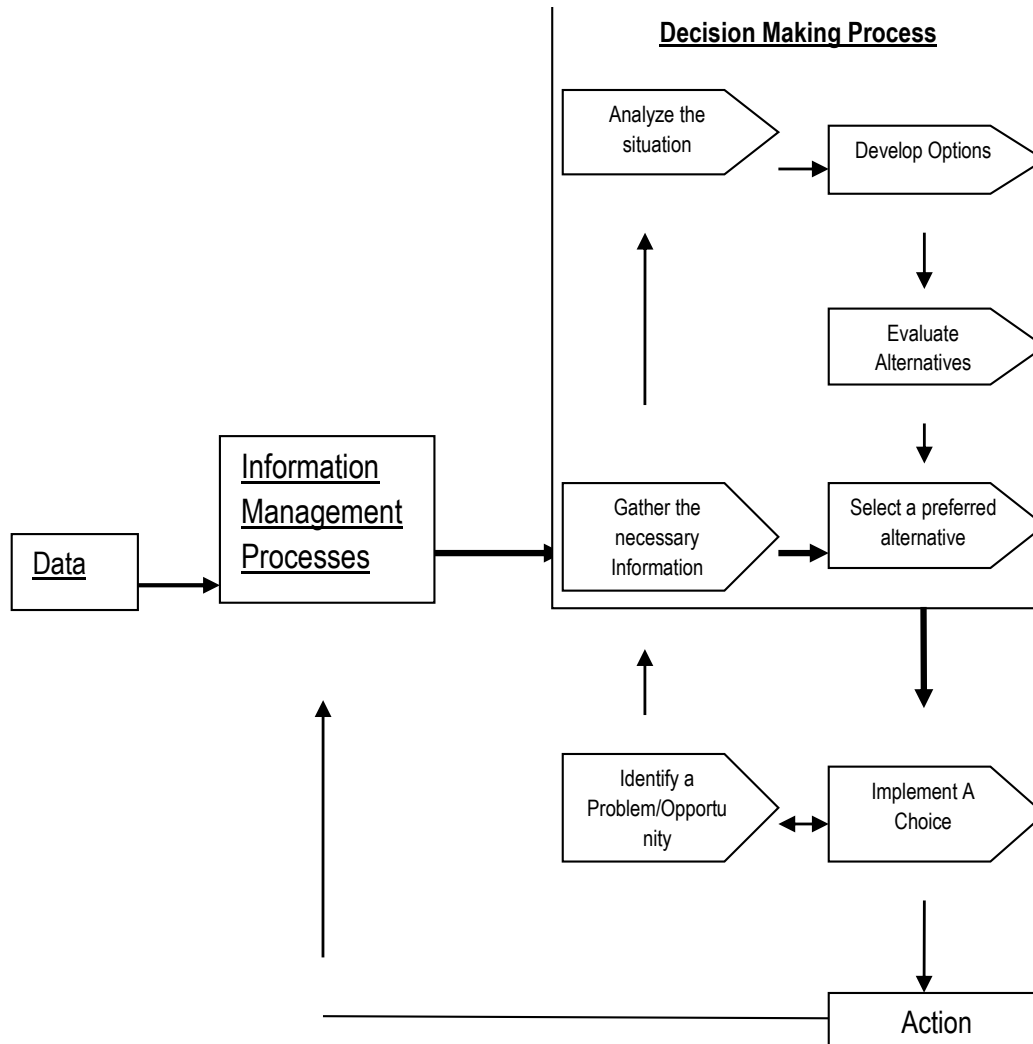 Decision Making Process
Analyze the
situation
Develop Options
Evaluate
Alternatives
Information
Management
Processes
Gather the
necessary
Information
Select a preferred
alternative
Data
Identify a
Problem/Opportu
nity
Implement A
Choice
Action